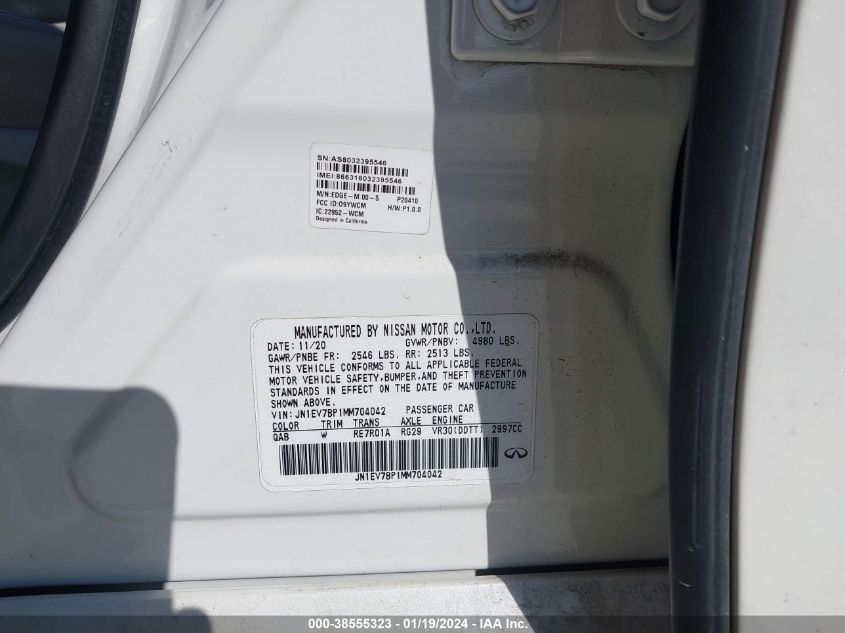 SN:AS8032395546
IMEI:866316032395546
M/N:EDGE-M 00-S P20410
FCC ID:O9YWCM H/W:P1.0.0
IC:22952-WCM
Designed in California
MANUFACTURED BY NISSAN MOTOR CO.,LTD.
DATE: 11/20 GVWR/PNBV: 4980 LBS.
GAWR/PNBE FR: 2546 LBS. RR: 2513 LBS.
THIS VEHICLE CONFORMS TO ALL APPLICABLE FEDERAL
MOTOR VEHICLE SAFETY,BUMPER,AND THEFT PREVENTION
STANDARDS IN EFFECT ON THE DATE OF MANUFACTURE
SHOWN ABOVE.
VIN: JN1EV7BP1MM704042 PASSENGER CAR
COLOR TRIM TRANS AXLE ENGINE
QAB W RE7R01A RG29 VR30(DDTT) 2997CC
JN1EV7BP1MM704042
000-38555323 - 01/19/2024 - IAA Inc.